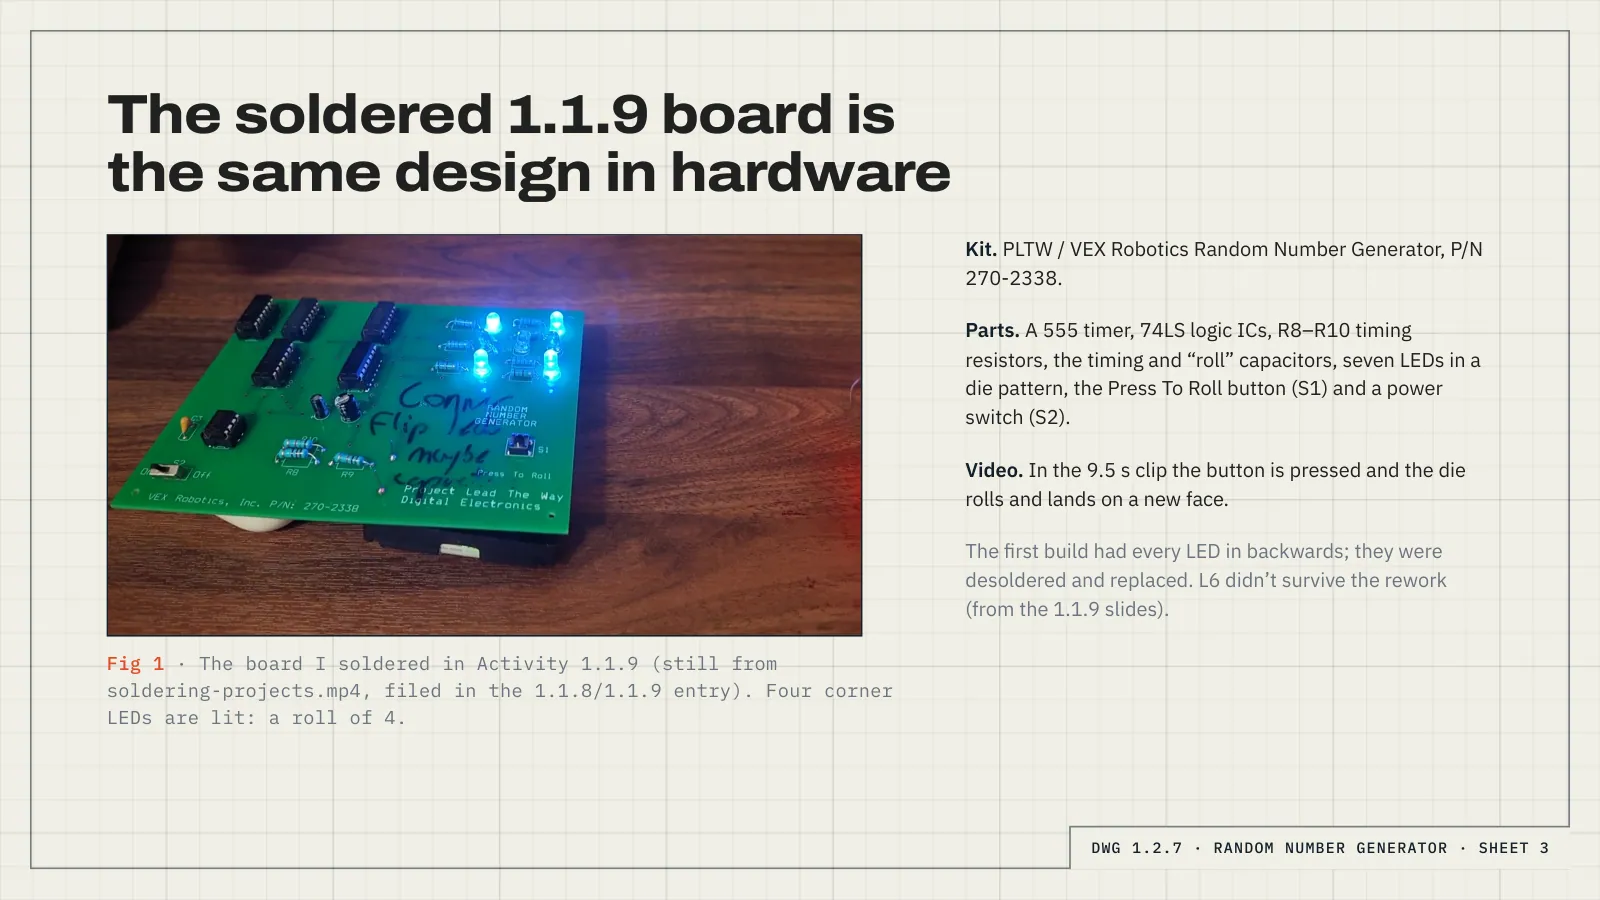 The soldered 1.1.9 board is
the same design in hardware
RANDOM
NUMBER
GENERATOR
Flip
maybe
S1
Press To Roll
R8
R9
S2
Off
Project Lead The Way
Digital Electronics
VEX Robotics, Inc. P/N: 270-2338
Fig 1 · The board I soldered in Activity 1.1.9 (still from
soldering-projects.mp4, filed in the 1.1.8/1.1.9 entry). Four corner
LEDs are lit: a roll of 4.
Kit. PLTW / VEX Robotics Random Number Generator, P/N
270-2338.
Parts. A 555 timer, 74LS logic ICs, R8–R10 timing
resistors, the timing and “roll” capacitors, seven LEDs in a
die pattern, the Press To Roll button (S1) and a power
switch (S2).
Video. In the 9.5 s clip the button is pressed and the die
rolls and lands on a new face.
The first build had every LED in backwards; they were
desoldered and replaced. L6 didn’t survive the rework
(from the 1.1.9 slides).
DWG 1.2.7 · RANDOM NUMBER GENERATOR · SHEET 3